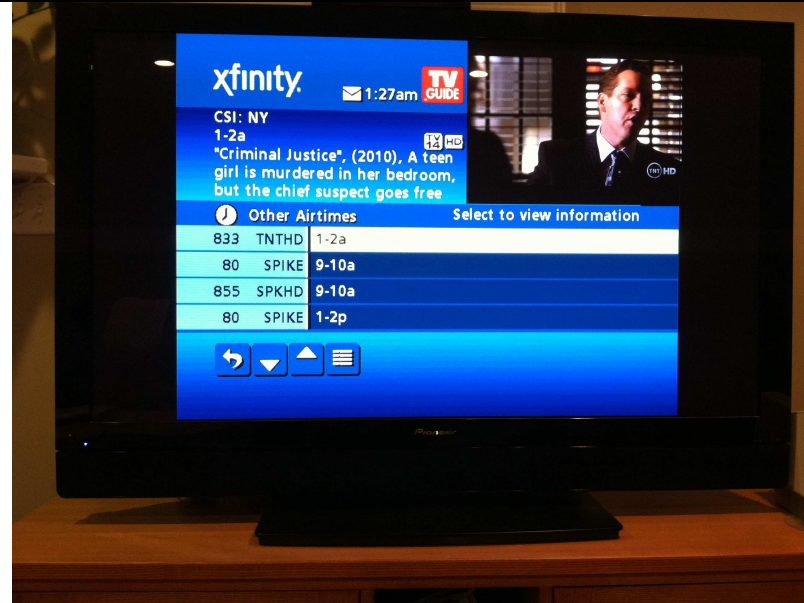 xfinity.
1:27am
TV
GUIDE
CSI: NY
1-2a
TV
14
HD
"Criminal Justice", (2010), A teen
girl is murdered in her bedroom,
but the chief suspect goes free
TNT HD
Other Airtimes Select to view information
833 TNTHD 1-2a
80 SPIKE 9-10a
855 SPKHD 9-10a
80 SPIKE 1-2p
Pioneer